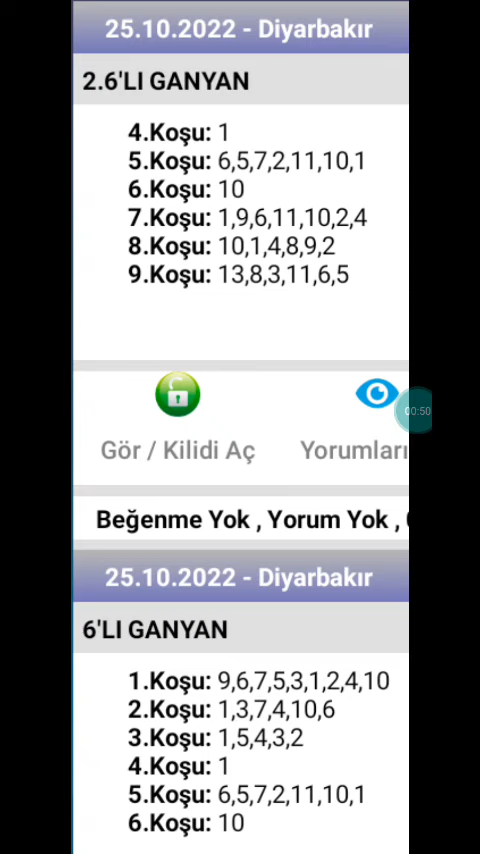 25.10.2022 - Diyarbakır
2.6'LI GANYAN
4.Koşu: 1
5.Koşu: 6,5,7,2,11,10,1
6.Koşu: 10
7.Koşu: 1,9,6,11,10,2,4
8.Koşu: 10,1,4,8,9,2
9.Koşu: 13,8,3,11,6,5
00:50
Gör / Kilidi Aç Yorumları
Beğenme Yok , Yorum Yok ,
25.10.2022 - Diyarbakır
6'LI GANYAN
1.Koşu: 9,6,7,5,3,1,2,4,10
2.Koşu: 1,3,7,4,10,6
3.Koşu: 1,5,4,3,2
4.Koşu: 1
5.Koşu: 6,5,7,2,11,10,1
6.Koşu: 10